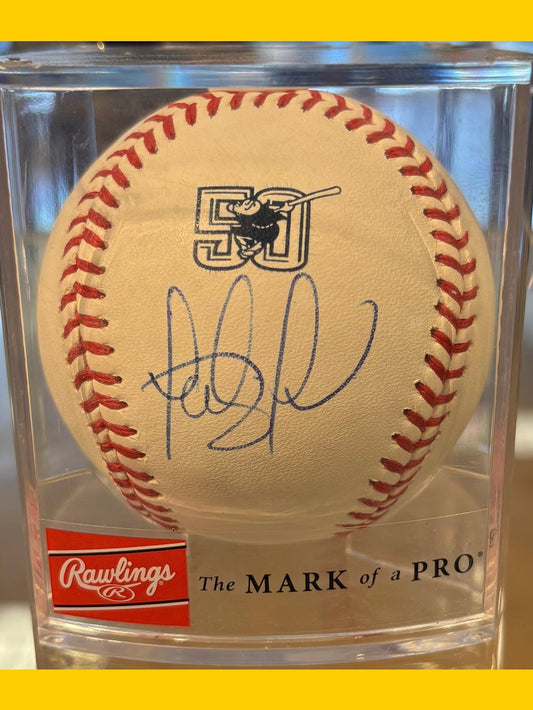 50
Rawlings
R
The MARK of a PRO®